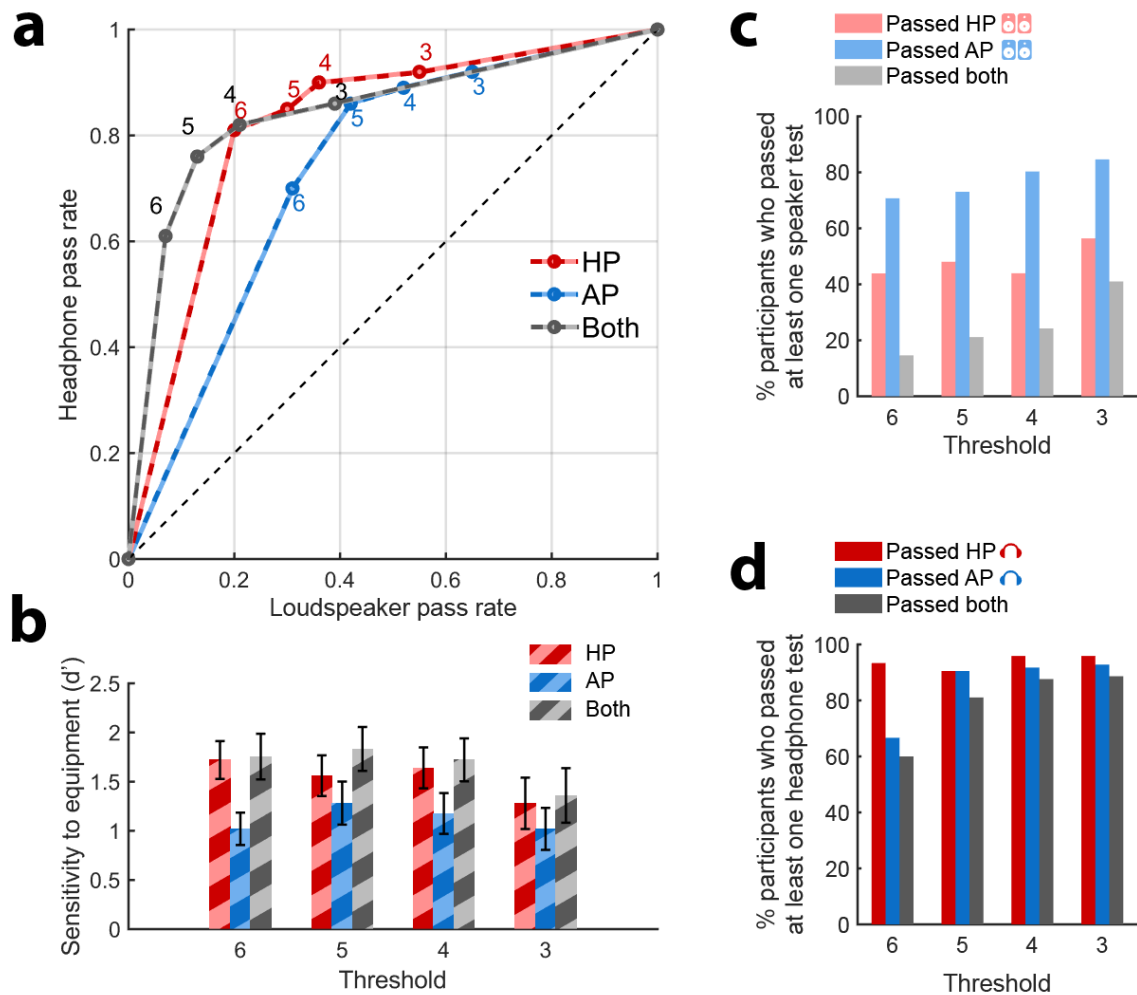 a
1
0.8
0.6
0.4
0.2
0
Headphone pass rate
0 0.2 0.4 0.6 0.8 1
Loudspeaker pass rate
3
4
5
6
3
4
5
6
3
4
5
6
HP
AP
Both
b
HP
AP
Both
2.5
2
1.5
1
0.5
0
Sensitivity to equipment (d')
6 5 4 3
Threshold
c
Passed HP
Passed AP
Passed both
100
80
60
40
20
0
% participants who passed
at least one speaker test
6 5 4 3
Threshold
d
Passed HP
Passed AP
Passed both
100
80
60
40
20
0
% participants who passed
at least one headphone test
6 5 4 3
Threshold